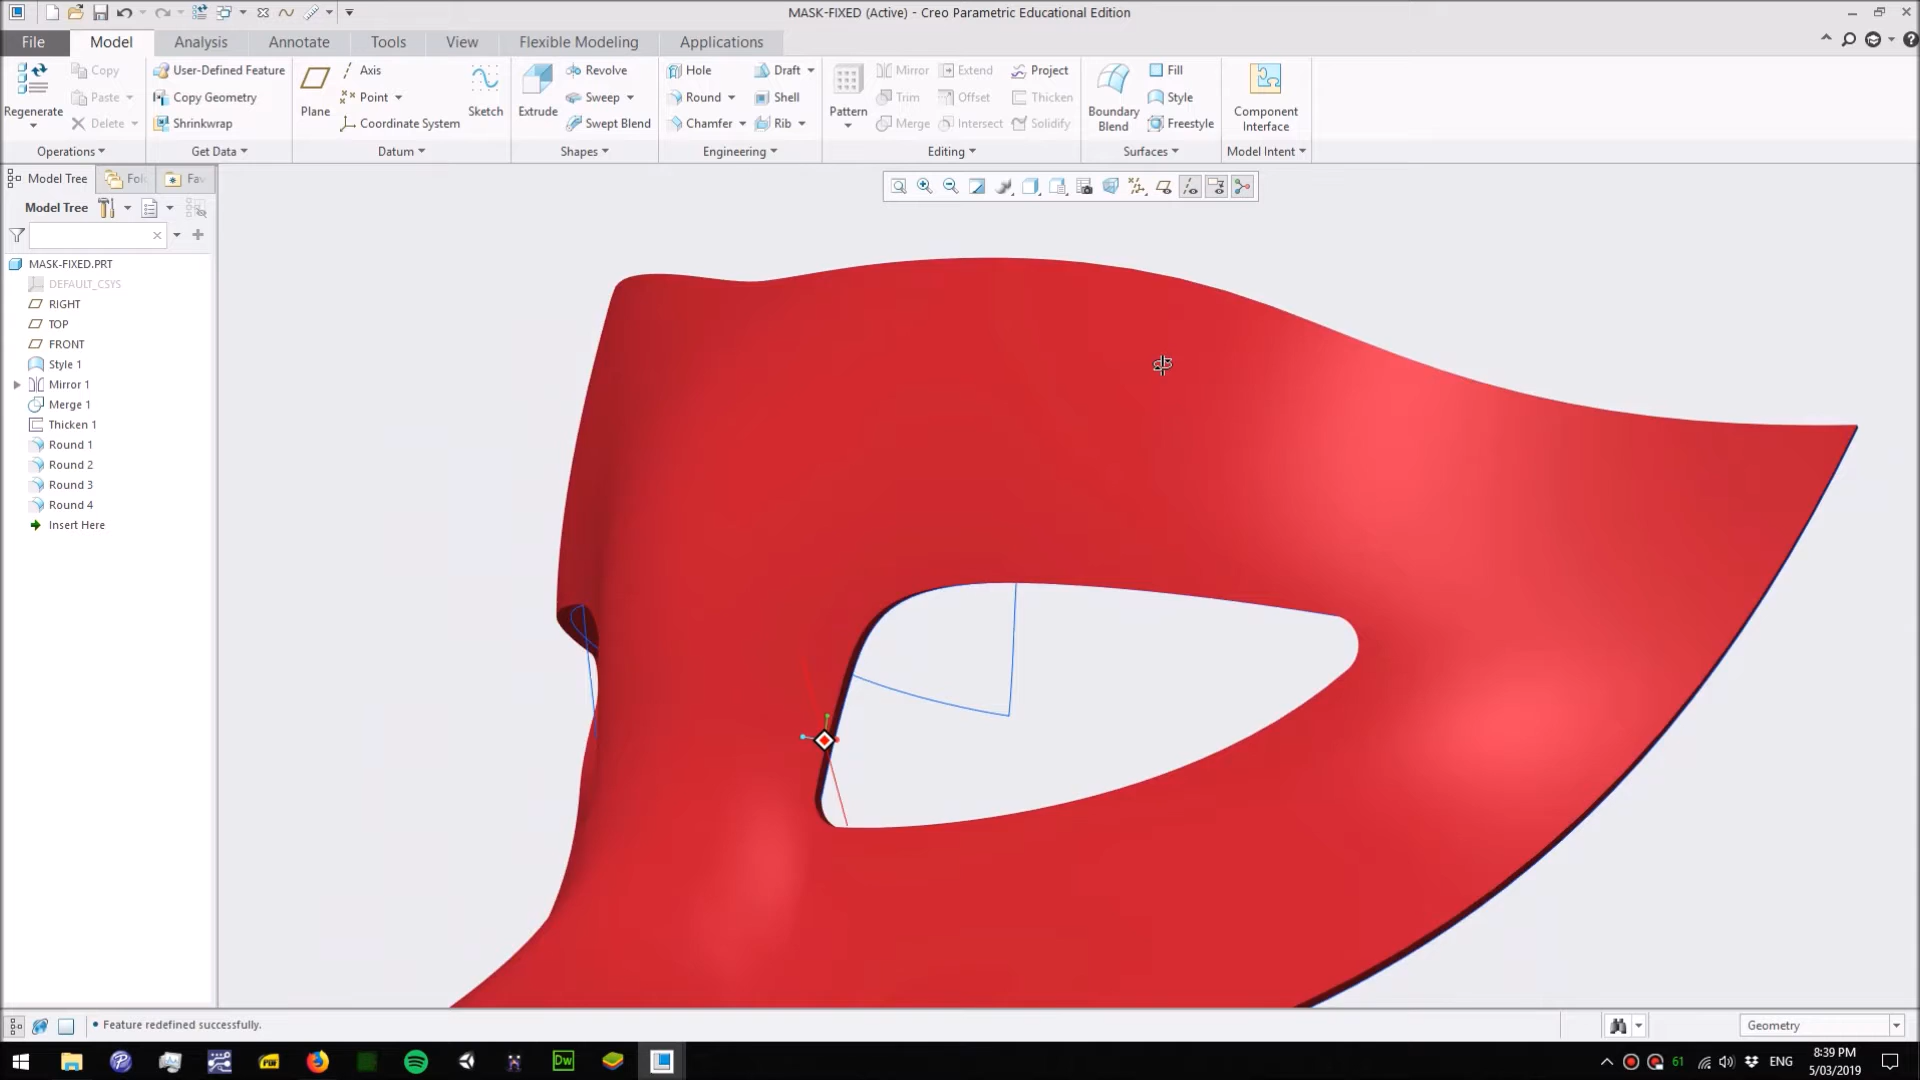 MASK-FIXED (Active) - Creo Parametric Educational Edition
File Model Analysis Annotate Tools View Flexible Modeling Applications
Regenerate
Copy
Paste
Delete
Operations
User-Defined Feature
Copy Geometry
Shrinkwrap
Get Data
Plane
Axis
Point
Coordinate System
Sketch
Datum
Extrude
Revolve
Sweep
Swept Blend
Shapes
Hole
Round
Chamfer
Draft
Shell
Rib
Engineering
Pattern
Mirror
Trim
Merge
Extend
Offset
Intersect
Project
Thicken
Solidify
Editing
Boundary
Blend
Fill
Style
Freestyle
Surfaces
Component
Interface
Model Intent
Model Tree Fol Fav
Model Tree
MASK-FIXED.PRT
DEFAULT_CSYS
RIGHT
TOP
FRONT
Style 1
Mirror 1
Merge 1
Thicken 1
Round 1
Round 2
Round 3
Round 4
Insert Here
Feature redefined successfully.
Geometry
Dw
61
ENG
8:39 PM
5/03/2019